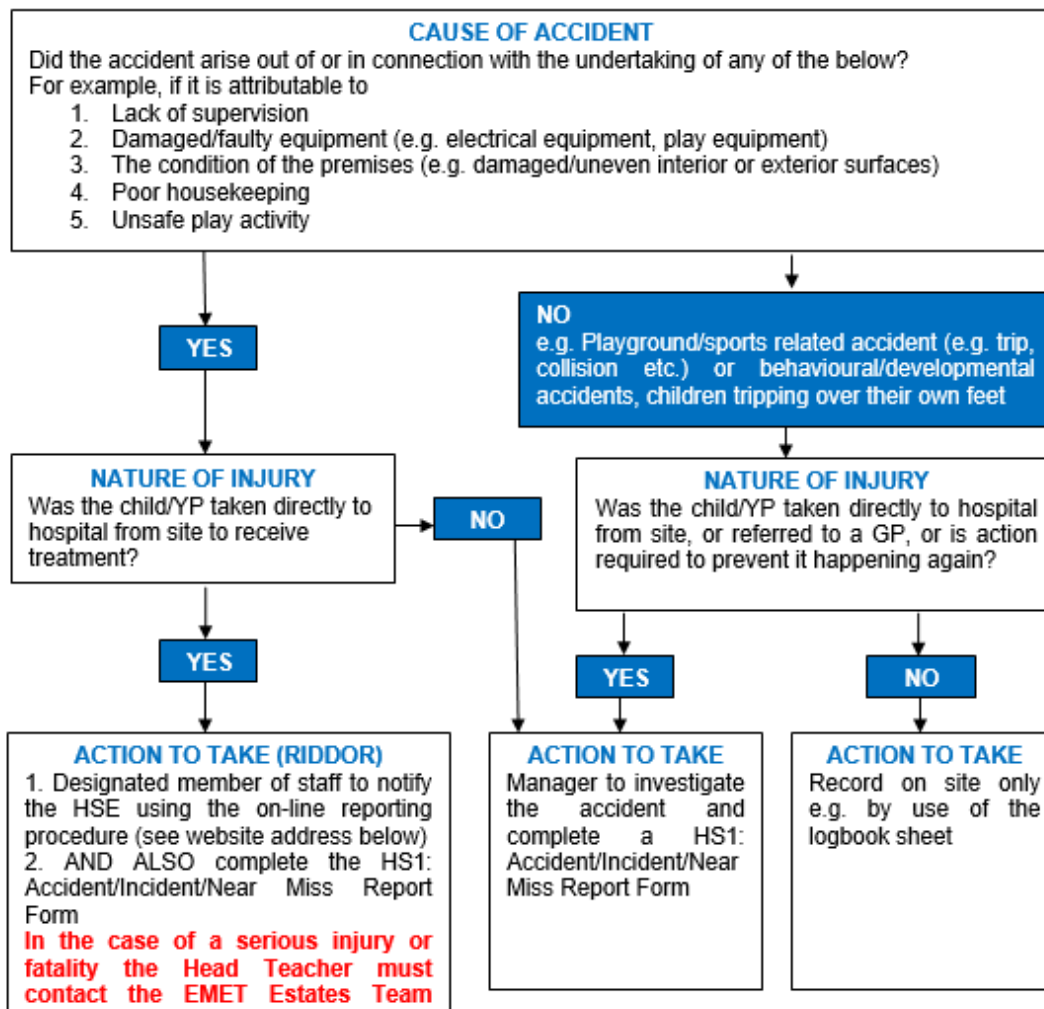 CAUSE OF ACCIDENT
Did the accident arise out of or in connection with the undertaking of any of the below?
For example, if it is attributable to
1. Lack of supervision
2. Damaged/faulty equipment (e.g. electrical equipment, play equipment)
3. The condition of the premises (e.g. damaged/uneven interior or exterior surfaces)
4. Poor housekeeping
5. Unsafe play activity
YES
NO
e.g. Playground/sports related accident (e.g. trip,
collision etc.) or behavioural/developmental
accidents, children tripping over their own feet
NATURE OF INJURY
Was the child/YP taken directly to
hospital from site to receive
treatment?
NO
NATURE OF INJURY
Was the child/YP taken directly to hospital
from site, or referred to a GP, or is action
required to prevent it happening again?
YES
YES
NO
ACTION TO TAKE (RIDDOR)
1. Designated member of staff to notify
the HSE using the on-line reporting
procedure (see website address below)
2. AND ALSO complete the HS1:
Accident/Incident/Near Miss Report
Form
In the case of a serious injury or
fatality the Head Teacher must
contact the EMET Estates Team
ACTION TO TAKE
Manager to investigate
the accident and
complete a HS1:
Accident/Incident/Near
Miss Report Form
ACTION TO TAKE
Record on site only
e.g. by use of the
logbook sheet